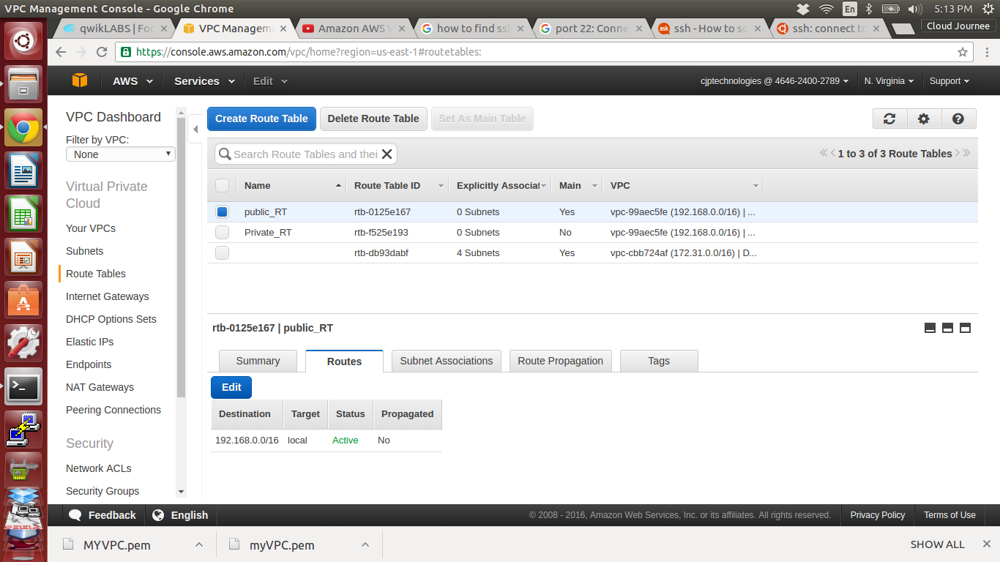 VPC Management Console - Google Chrome
En
5:13 PM
qwikLABS | Foc
VPC Managem
Amazon AWS V
how to find ssh
port 22: Conne
ssh - How to so
ssh: connect to
Cloud Journee
https://console.aws.amazon.com/vpc/home?region=us-east-1#routetables:
AWS
Services
Edit
cjptechnologies @ 4646-2400-2789
N. Virginia
Support
VPC Dashboard
Filter by VPC:
None
Virtual Private
Cloud
Your VPCs
Subnets
Route Tables
Internet Gateways
DHCP Options Sets
Elastic IPs
Endpoints
NAT Gateways
Peering Connections
Security
Network ACLs
Security Groups
Create Route Table
Delete Route Table
Set As Main Table
Search Route Tables and thei
1 to 3 of 3 Route Tables
Name Route Table ID Explicitly Associat Main VPC
public_RT rtb-0125e167 0 Subnets Yes vpc-99aec5fe (192.168.0.0/16) | ...
Private_RT rtb-f525e193 0 Subnets No vpc-99aec5fe (192.168.0.0/16) | ...
rtb-db93dabf 4 Subnets Yes vpc-cbb724af (172.31.0.0/16) | D...
rtb-0125e167 | public_RT
Summary
Routes
Subnet Associations
Route Propagation
Tags
Edit
Destination Target Status Propagated
192.168.0.0/16 local Active No
Feedback
English
© 2008 - 2016, Amazon Web Services, Inc. or its affiliates. All rights reserved.
Privacy Policy
Terms of Use
MYVPC.pem
myVPC.pem
SHOW ALL